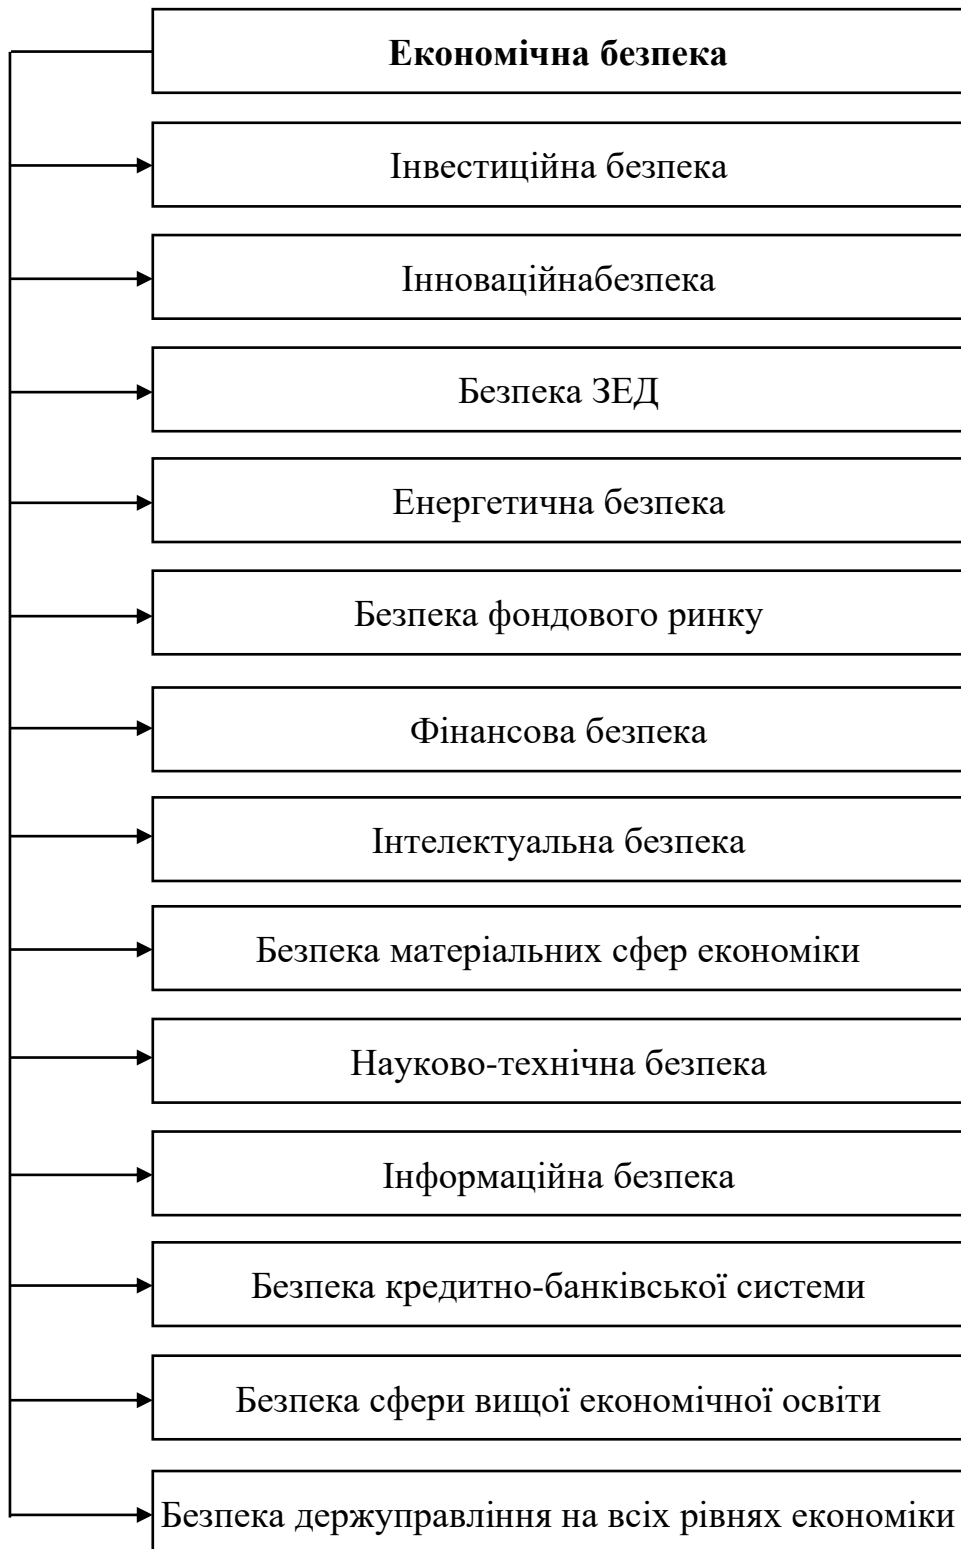 Економічна безпека
Інвестиційна безпека
Інноваційнабезпека
Безпека ЗЕД
Енергетична безпека
Безпека фондового ринку
Фінансова безпека
Інтелектуальна безпека
Безпека матеріальних сфер економіки
Науково-технічна безпека
Інформаційна безпека
Безпека кредитно-банківської системи
Безпека сфери вищої економічної освіти
Безпека держуправління на всіх рівнях економіки